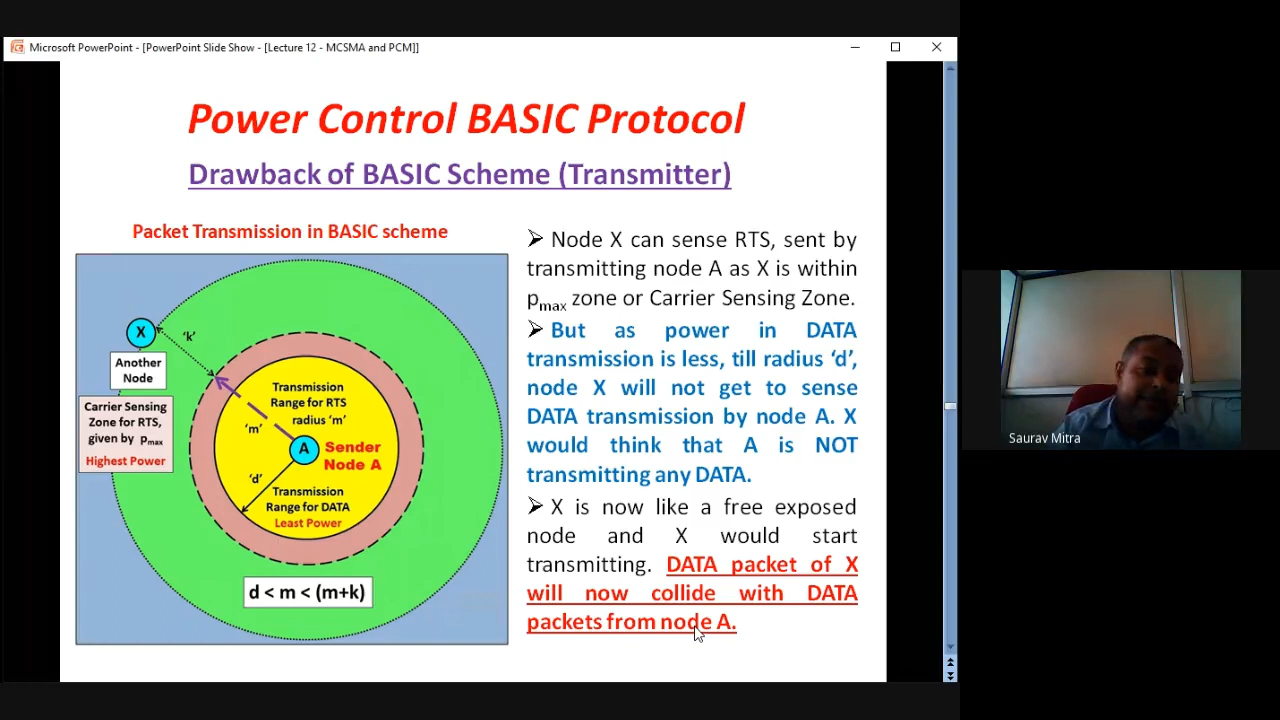 Microsoft PowerPoint - [PowerPoint Slide Show - [Lecture 12 - MCSMA and PCM]]
Power Control BASIC Protocol
Drawback of BASIC Scheme (Transmitter)
Packet Transmission in BASIC scheme
X
'k'
Another
Node
Carrier Sensing
Zone for RTS,
given by pmax
Highest Power
Transmission
Range for RTS
radius 'm'
'm'
A
Sender
Node A
'd'
Transmission
Range for DATA
Least Power
d < m < (m+k)
➢ Node X can sense RTS, sent by
transmitting node A as X is within
pmax zone or Carrier Sensing Zone.
➢ But as power in DATA
transmission is less, till radius 'd',
node X will not get to sense
DATA transmission by node A. X
would think that A is NOT
transmitting any DATA.
➢ X is now like a free exposed
node and X would start
transmitting. DATA packet of X
will now collide with DATA
packets from node A.
Saurav Mitra